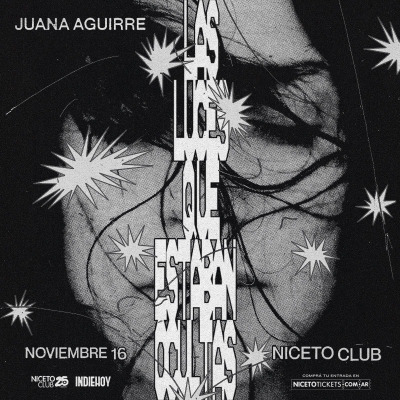 JUANA AGUIRRE
LAS
LUCES
QUE
ESTABAN
OCULTAS
NOVIEMBRE 16
NICETO CLUB
NICETO
CLUB 25
INDIEHOY
COMPRÁ TU ENTRADA EN
NICETOTICKETS.COM.AR